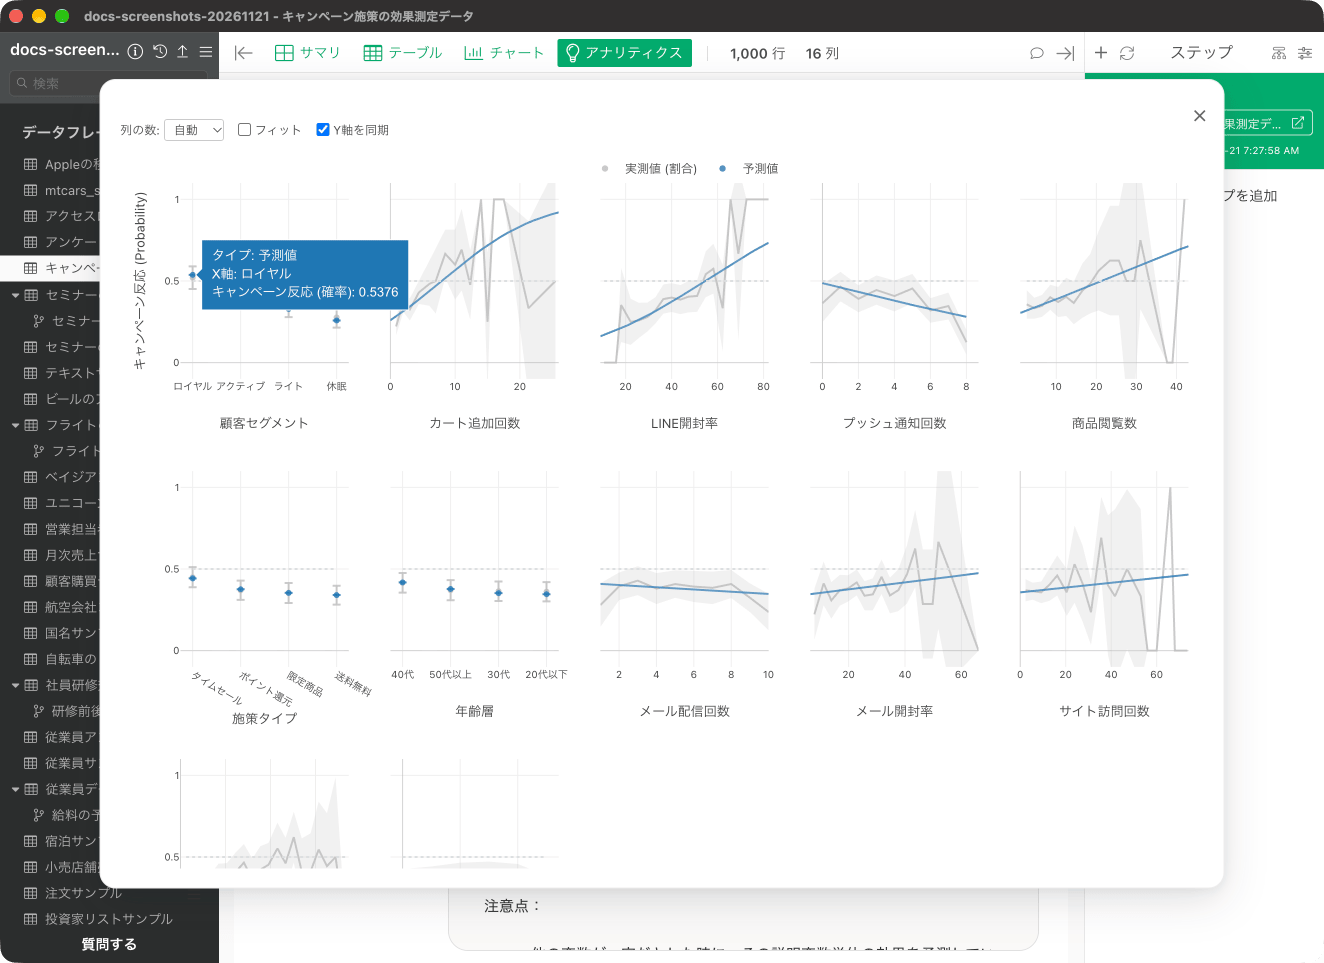 docs-screenshots-20261121 - キャンペーン施策の効果測定データ
docs-screen...
検索
サマリ
テーブル
チャート
アナリティクス
1,000 行
16 列
ステップ
データフレー
Appleの
mtcars_s
アクセス
アンケー
キャンペ
セミナー
セミナー
セミナー
テキスト
ビールの
フライト
フライト
ベイジア
ユニコー
営業担当
月次売上
顧客購買
航空会社
国名サン
自転車の
社員研修
研修前後
従業員ア
従業員サ
従業員デ
給料の予
宿泊サン
小売店舗
注文サンプル
投資家リストサンプル
質問する
果測定デ...
-21 7:27:58 AM
プを追加
列の数:
自動
フィット
Y軸を同期
実測値 (割合)
予測値
キャンペーン反応 (Probability)
1
0.5
0
タイプ: 予測値
X軸: ロイヤル
キャンペーン反応 (確率): 0.5376
ロイヤル アクティブ ライト 休眠
顧客セグメント
0 10 20
カート追加回数
20 40 60 80
LINE開封率
0 2 4 6 8
プッシュ通知回数
10 20 30 40
商品閲覧数
1
0.5
0
タイムセール ポイント還元 限定商品 送料無料
施策タイプ
40代 50代以上 30代 20代以下
年齢層
2 4 6 8 10
メール配信回数
20 40 60
メール開封率
0 20 40 60
サイト訪問回数
1
0.5
注意点：